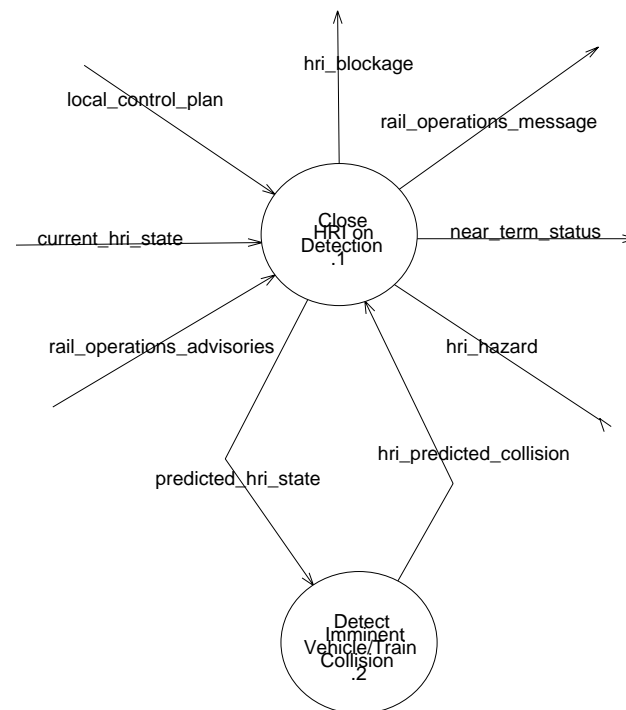 hri_blockage
local_control_plan
rail_operations_message
Close
HRI on
Detection
.1
current_hri_state
near_term_status
rail_operations_advisories
hri_hazard
hri_predicted_collision
predicted_hri_state
Detect
Imminent
Vehicle/Train
Collision
.2